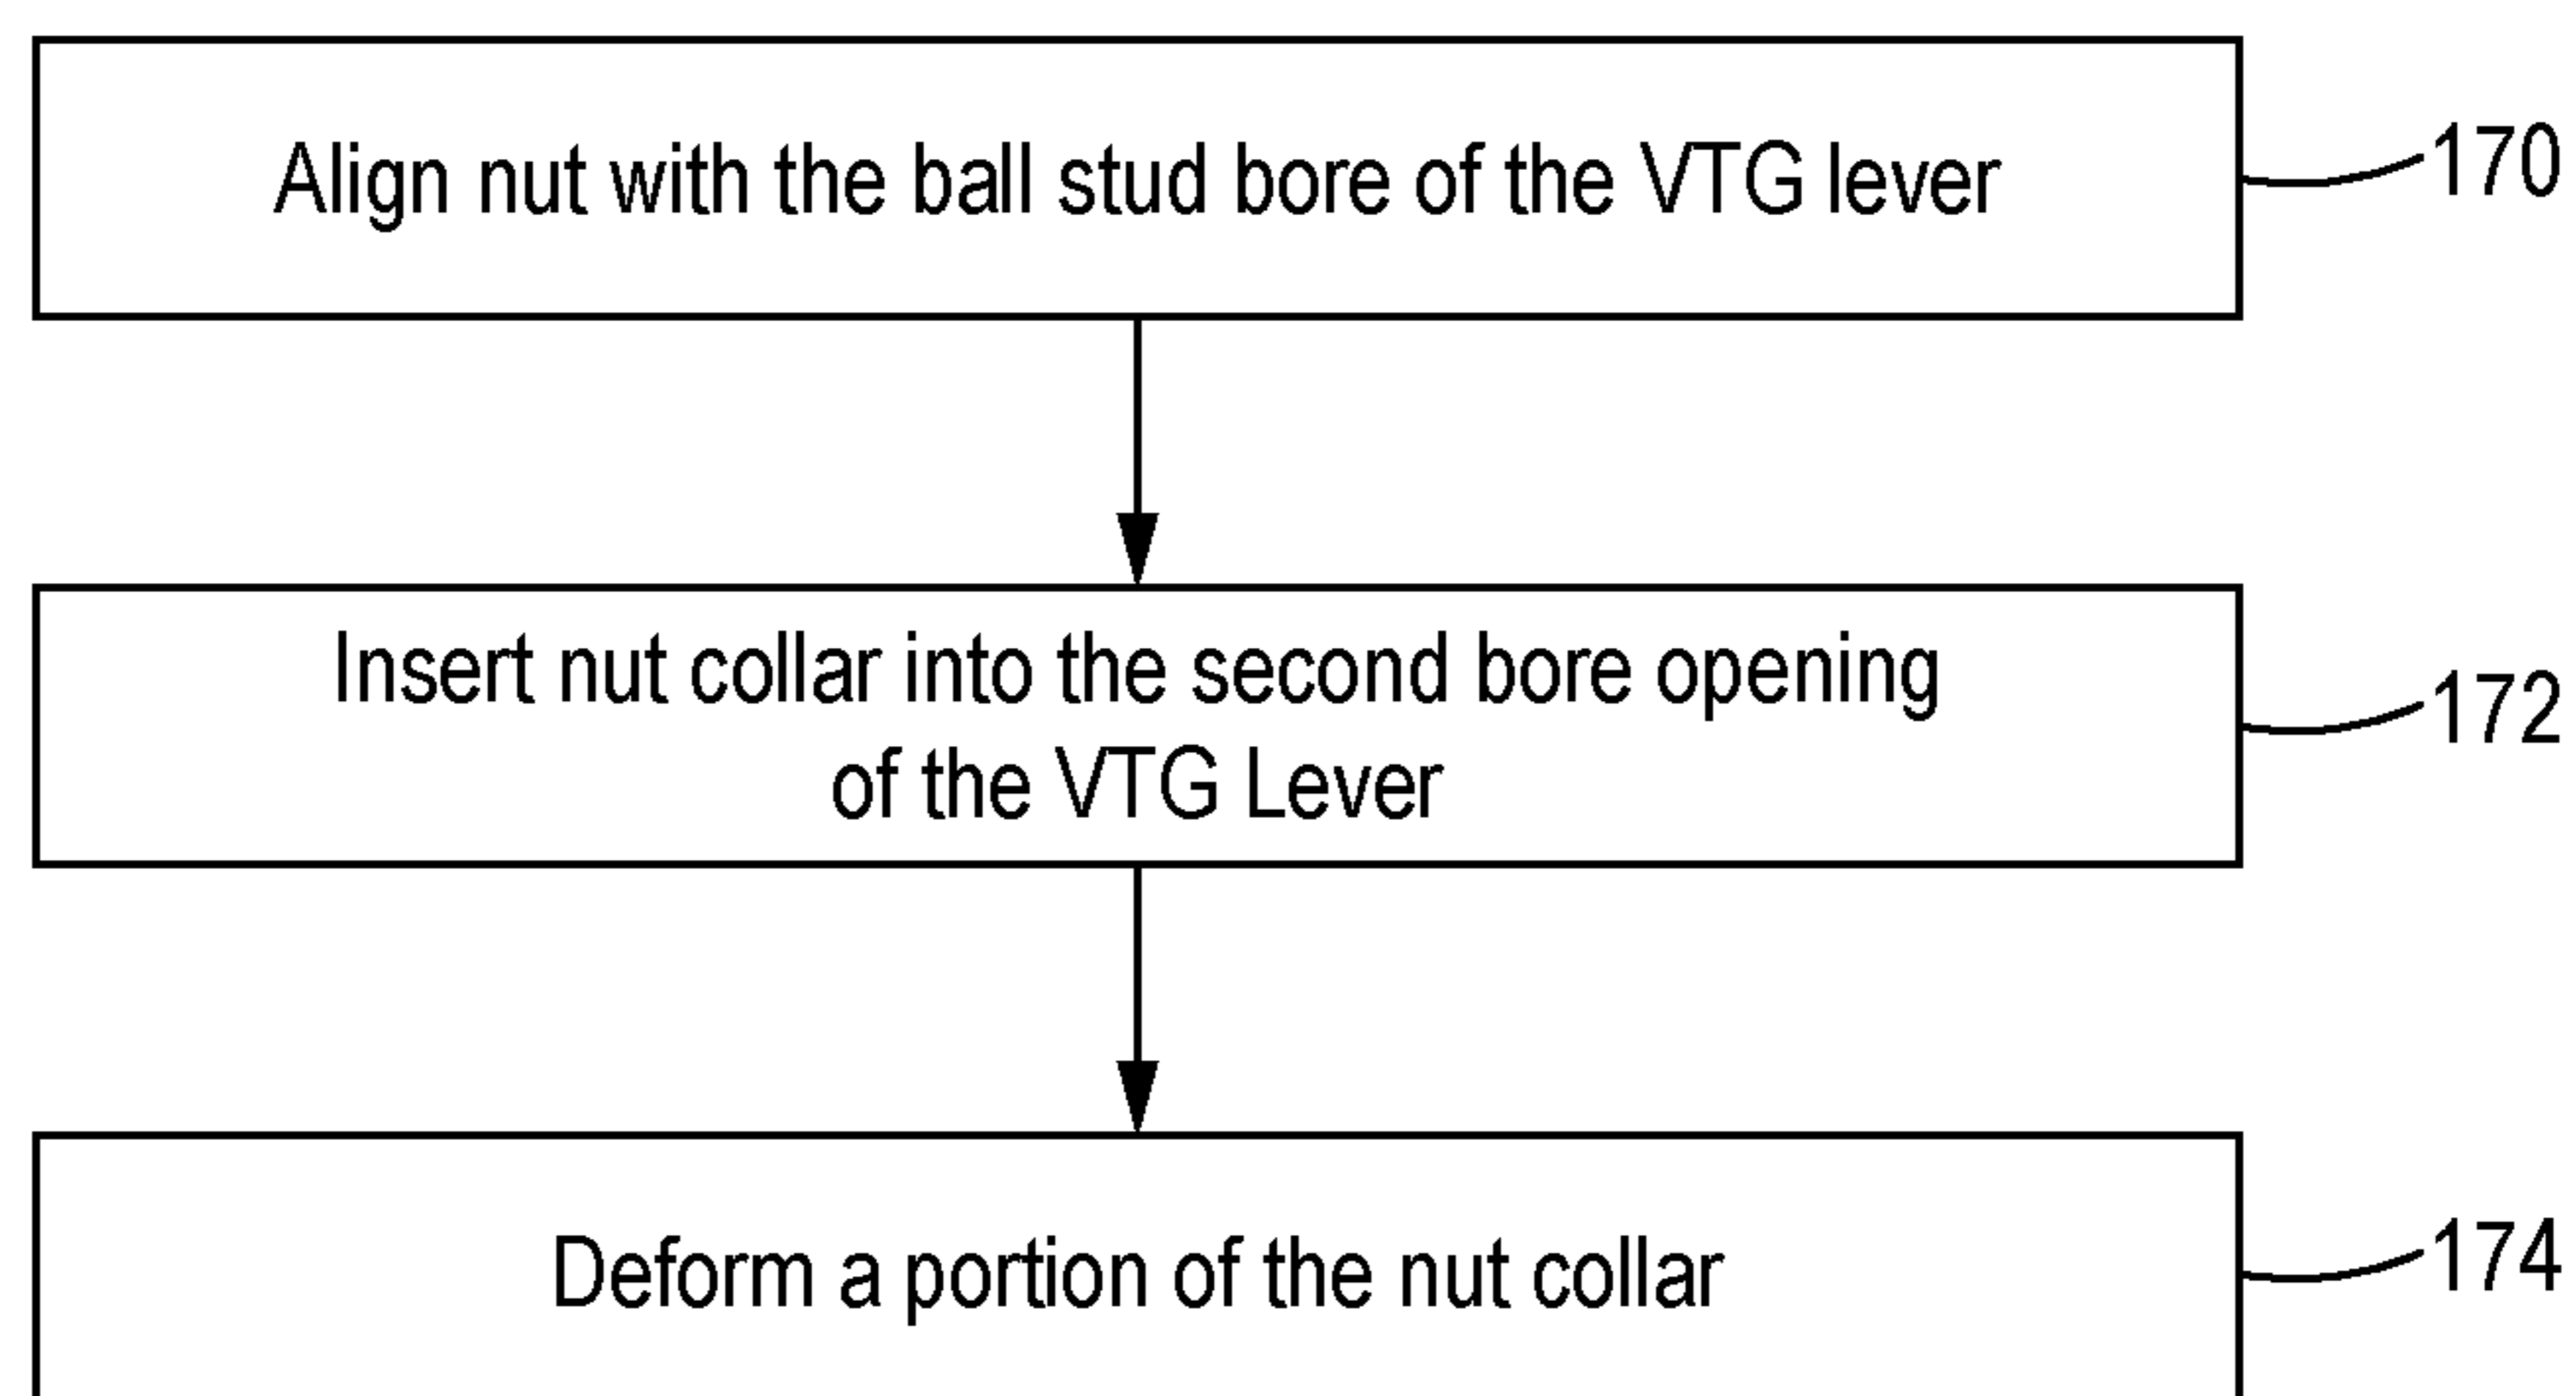 Align nut with the ball stud bore of the VTG lever
170
Insert nut collar into the second bore opening
of the VTG Lever
172
Deform a portion of the nut collar
174